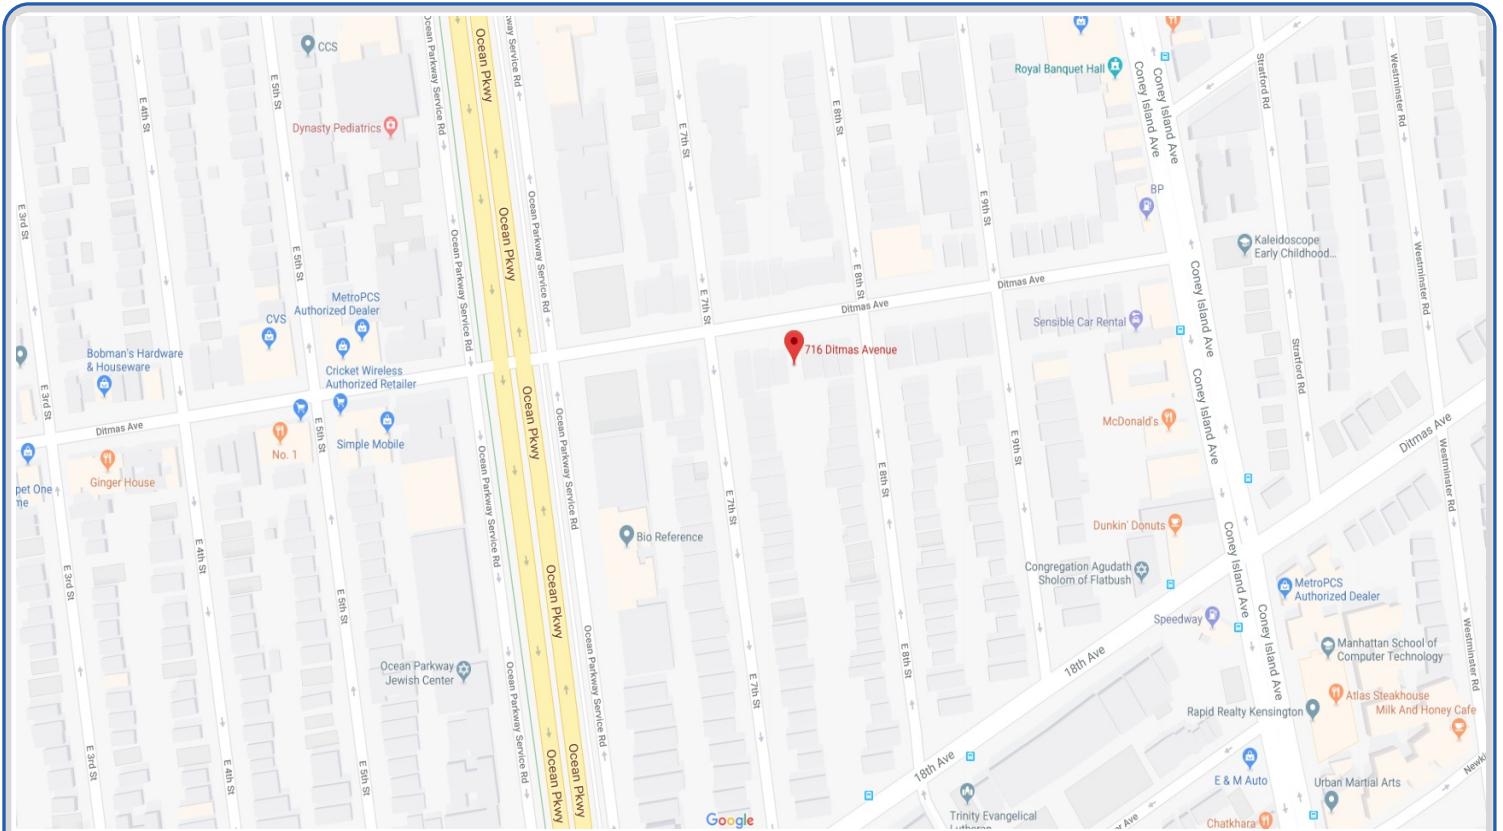 CCS
E 4th St
E 5th St
Dynasty Pediatrics
Ocean Parkway Service Rd
Ocean Pkwy
way Service Rd
E 7th St
E 8th St
Royal Banquet Hall
Coney Island Ave
Coney Island Ave
Stratford Rd
Westminster Rd
BP
E 3rd St
E 5th St
Ocean Parkway Service Rd
Ocean Pkwy
Ocean Parkway Service Rd
E 9th St
Kaleidoscope
Early Childhood...
Westminster Rd
MetroPCS
Authorized Dealer
CVS
E 7th St
E 8th St
Ditmas Ave
Ditmas Ave
Coney Island Ave
Sensible Car Rental
Bobman's Hardware
& Houseware
716 Ditmas Avenue
Cricket Wireless
Authorized Retailer
Stratford Rd
E 3rd St
Ditmas Ave
No. 1
E 5th St
Simple Mobile
Ocean Pkwy
Ocean Parkway Service Rd
McDonald's
Coney Island Ave
Ditmas Ave
E 9th St
pet One
me
Ginger House
Ocean Parkway Service Rd
E 7th St
E 8th St
Westminster Rd
Bio Reference
Dunkin' Donuts
E 4th St
E 3rd St
E 5th St
Ocean Pkwy
Congregation Agudath
Sholom of Flatbush
Coney Island Ave
MetroPCS
Authorized Dealer
Speedway
Manhattan School of
Computer Technology
Westminster Rd
Ocean Parkway
Jewish Center
Ocean Parkway Service Rd
Ocean Parkway Service Rd
E 7th St
E 8th St
18th Ave
Coney Island Ave
Atlas Steakhouse
Rapid Realty Kensington
Milk And Honey Cafe
E 3rd St
E 4th St
E 5th St
Ocean Pkwy
Ocean Pkwy
18th Ave
E & M Auto
Urban Martial Arts
Newki
Google
Trinity Evangelical
Lutheran
er Ave
Chatkhara